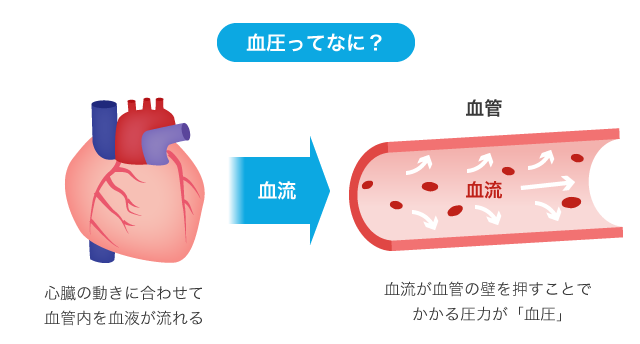 血圧ってなに？
血管
血流
血流
心臓の動きに合わせて
血管内を血液が流れる
血流が血管の壁を押すことで
かかる圧力が「血圧」